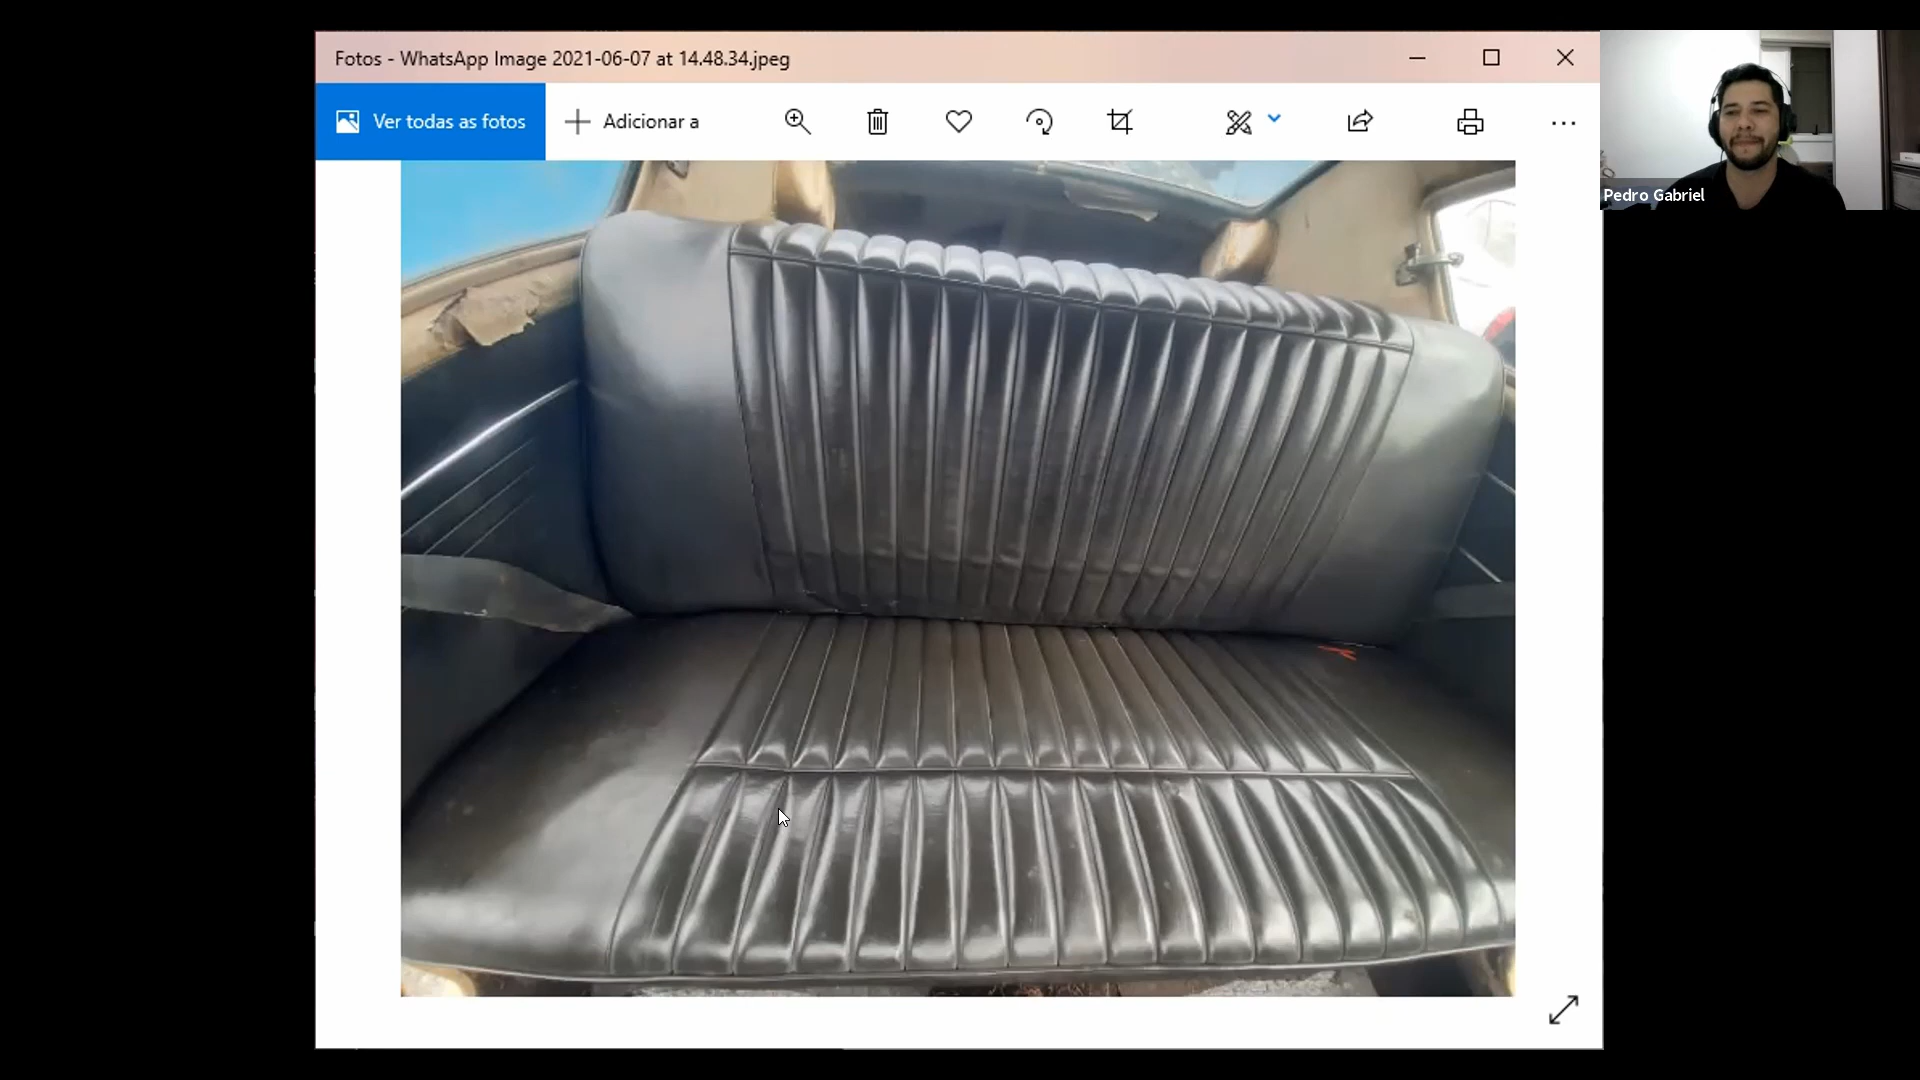 Fotos - WhatsApp Image 2021-06-07 at 14.48.34.jpeg
Ver todas as fotos
Adicionar a
Pedro Gabriel